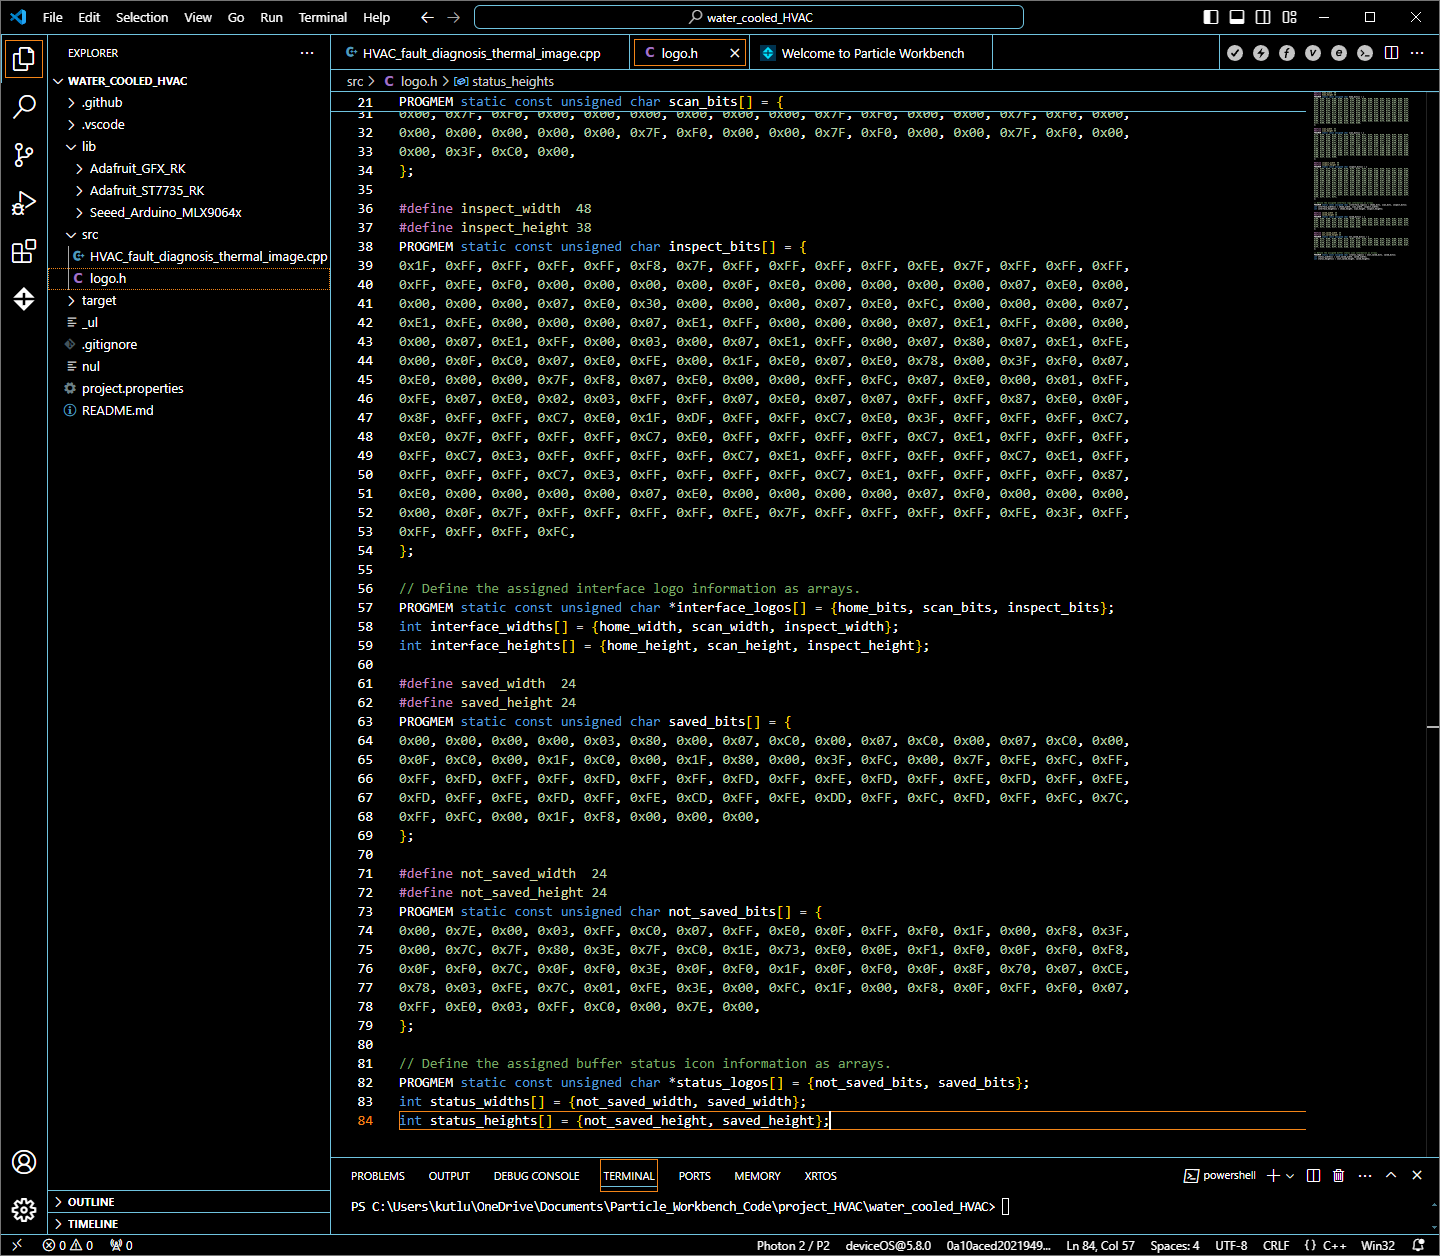 File Edit Selection View Go Run Terminal Help
water_cooled_HVAC
EXPLORER
WATER_COOLED_HVAC
.github
.vscode
lib
Adafruit_GFX_RK
Adafruit_ST7735_RK
Seeed_Arduino_MLX9064x
src
HVAC_fault_diagnosis_thermal_image.cpp
C logo.h
target
_ul
.gitignore
nul
project.properties
README.md
OUTLINE
TIMELINE
HVAC_fault_diagnosis_thermal_image.cpp
C logo.h
Welcome to Particle Workbench
src > C logo.h > status_heights
21 PROGMEM static const unsigned char scan_bits[] = {
31 0x00, 0x7F, 0xF0, 0x00, 0x00, 0x00, 0x00, 0x00, 0x00, 0x7F, 0xF0, 0x00, 0x00, 0x7F, 0xF0, 0x00,
32 0x00, 0x00, 0x00, 0x00, 0x00, 0x7F, 0xF0, 0x00, 0x00, 0x7F, 0xF0, 0x00, 0x00, 0x7F, 0xF0, 0x00,
33 0x00, 0x3F, 0xC0, 0x00,
34 };
35
36 #define inspect_width  48
37 #define inspect_height 38
38 PROGMEM static const unsigned char inspect_bits[] = {
39 0x1F, 0xFF, 0xFF, 0xFF, 0xFF, 0xF8, 0x7F, 0xFF, 0xFF, 0xFF, 0xFF, 0xFE, 0x7F, 0xFF, 0xFF, 0xFF,
40 0xFF, 0xFE, 0xF0, 0x00, 0x00, 0x00, 0x00, 0x0F, 0xE0, 0x00, 0x00, 0x00, 0x00, 0x07, 0xE0, 0x00,
41 0x00, 0x00, 0x00, 0x07, 0xE0, 0x30, 0x00, 0x00, 0x00, 0x07, 0xE0, 0xFC, 0x00, 0x00, 0x00, 0x07,
42 0xE1, 0xFE, 0x00, 0x00, 0x00, 0x07, 0xE1, 0xFF, 0x00, 0x00, 0x00, 0x07, 0xE1, 0xFF, 0x00, 0x00,
43 0x00, 0x07, 0xE1, 0xFF, 0x00, 0x03, 0x00, 0x07, 0xE1, 0xFF, 0x00, 0x07, 0x80, 0x07, 0xE1, 0xFE,
44 0x00, 0x0F, 0xC0, 0x07, 0xE0, 0xFE, 0x00, 0x1F, 0xE0, 0x07, 0xE0, 0x78, 0x00, 0x3F, 0xF0, 0x07,
45 0xE0, 0x00, 0x00, 0x7F, 0xF8, 0x07, 0xE0, 0x00, 0x00, 0xFF, 0xFC, 0x07, 0xE0, 0x00, 0x01, 0xFF,
46 0xFE, 0x07, 0xE0, 0x02, 0x03, 0xFF, 0xFF, 0x07, 0xE0, 0x07, 0x07, 0xFF, 0xFF, 0x87, 0xE0, 0x0F,
47 0x8F, 0xFF, 0xFF, 0xC7, 0xE0, 0x1F, 0xDF, 0xFF, 0xFF, 0xC7, 0xE0, 0x3F, 0xFF, 0xFF, 0xFF, 0xC7,
48 0xE0, 0x7F, 0xFF, 0xFF, 0xFF, 0xC7, 0xE0, 0xFF, 0xFF, 0xFF, 0xFF, 0xC7, 0xE1, 0xFF, 0xFF, 0xFF,
49 0xFF, 0xC7, 0xE3, 0xFF, 0xFF, 0xFF, 0xFF, 0xC7, 0xE1, 0xFF, 0xFF, 0xFF, 0xFF, 0xC7, 0xE1, 0xFF,
50 0xFF, 0xFF, 0xFF, 0xC7, 0xE3, 0xFF, 0xFF, 0xFF, 0xFF, 0xC7, 0xE1, 0xFF, 0xFF, 0xFF, 0xFF, 0x87,
51 0xE0, 0x00, 0x00, 0x00, 0x00, 0x07, 0xE0, 0x00, 0x00, 0x00, 0x00, 0x07, 0xF0, 0x00, 0x00, 0x00,
52 0x00, 0x0F, 0x7F, 0xFF, 0xFF, 0xFF, 0xFF, 0xFE, 0x7F, 0xFF, 0xFF, 0xFF, 0xFF, 0xFE, 0x3F, 0xFF,
53 0xFF, 0xFF, 0xFF, 0xFC,
54 };
55
56 // Define the assigned interface logo information as arrays.
57 PROGMEM static const unsigned char *interface_logos[] = {home_bits, scan_bits, inspect_bits};
58 int interface_widths[] = {home_width, scan_width, inspect_width};
59 int interface_heights[] = {home_height, scan_height, inspect_height};
60
61 #define saved_width  24
62 #define saved_height 24
63 PROGMEM static const unsigned char saved_bits[] = {
64 0x00, 0x00, 0x00, 0x00, 0x03, 0x80, 0x00, 0x07, 0xC0, 0x00, 0x07, 0xC0, 0x00, 0x07, 0xC0, 0x00,
65 0x0F, 0xC0, 0x00, 0x1F, 0xC0, 0x00, 0x1F, 0x80, 0x00, 0x3F, 0xFC, 0x00, 0x7F, 0xFE, 0xFC, 0xFF,
66 0xFF, 0xFD, 0xFF, 0xFF, 0xFD, 0xFF, 0xFF, 0xFD, 0xFF, 0xFE, 0xFD, 0xFF, 0xFE, 0xFD, 0xFF, 0xFE,
67 0xFD, 0xFF, 0xFE, 0xFD, 0xFF, 0xFE, 0xCD, 0xFF, 0xFE, 0xDD, 0xFF, 0xFC, 0xFD, 0xFF, 0xFC, 0x7C,
68 0xFF, 0xFC, 0x00, 0x1F, 0xF8, 0x00, 0x00, 0x00,
69 };
70
71 #define not_saved_width  24
72 #define not_saved_height 24
73 PROGMEM static const unsigned char not_saved_bits[] = {
74 0x00, 0x7E, 0x00, 0x03, 0xFF, 0xC0, 0x07, 0xFF, 0xE0, 0x0F, 0xFF, 0xF0, 0x1F, 0x00, 0xF8, 0x3F,
75 0x00, 0x7C, 0x7F, 0x80, 0x3E, 0x7F, 0xC0, 0x1E, 0x73, 0xE0, 0x0E, 0xF1, 0xF0, 0x0F, 0xF0, 0xF8,
76 0x0F, 0xF0, 0x7C, 0x0F, 0xF0, 0x3E, 0x0F, 0xF0, 0x1F, 0x0F, 0xF0, 0x0F, 0x8F, 0x70, 0x07, 0xCE,
77 0x78, 0x03, 0xFE, 0x7C, 0x01, 0xFE, 0x3E, 0x00, 0xFC, 0x1F, 0x00, 0xF8, 0x0F, 0xFF, 0xF0, 0x07,
78 0xFF, 0xE0, 0x03, 0xFF, 0xC0, 0x00, 0x7E, 0x00,
79 };
80
81 // Define the assigned buffer status icon information as arrays.
82 PROGMEM static const unsigned char *status_logos[] = {not_saved_bits, saved_bits};
83 int status_widths[] = {not_saved_width, saved_width};
84 int status_heights[] = {not_saved_height, saved_height};
PROBLEMS OUTPUT DEBUG CONSOLE TERMINAL PORTS MEMORY XRTOS
powershell
PS C:\Users\kutlu\OneDrive\Documents\Particle_Workbench_Code\project_HVAC\water_cooled_HVAC>
0 0 0 Photon 2 / P2 deviceOS@5.8.0 0a10aced2021949... Ln 84, Col 57 Spaces: 4 UTF-8 CRLF {} C++ Win32